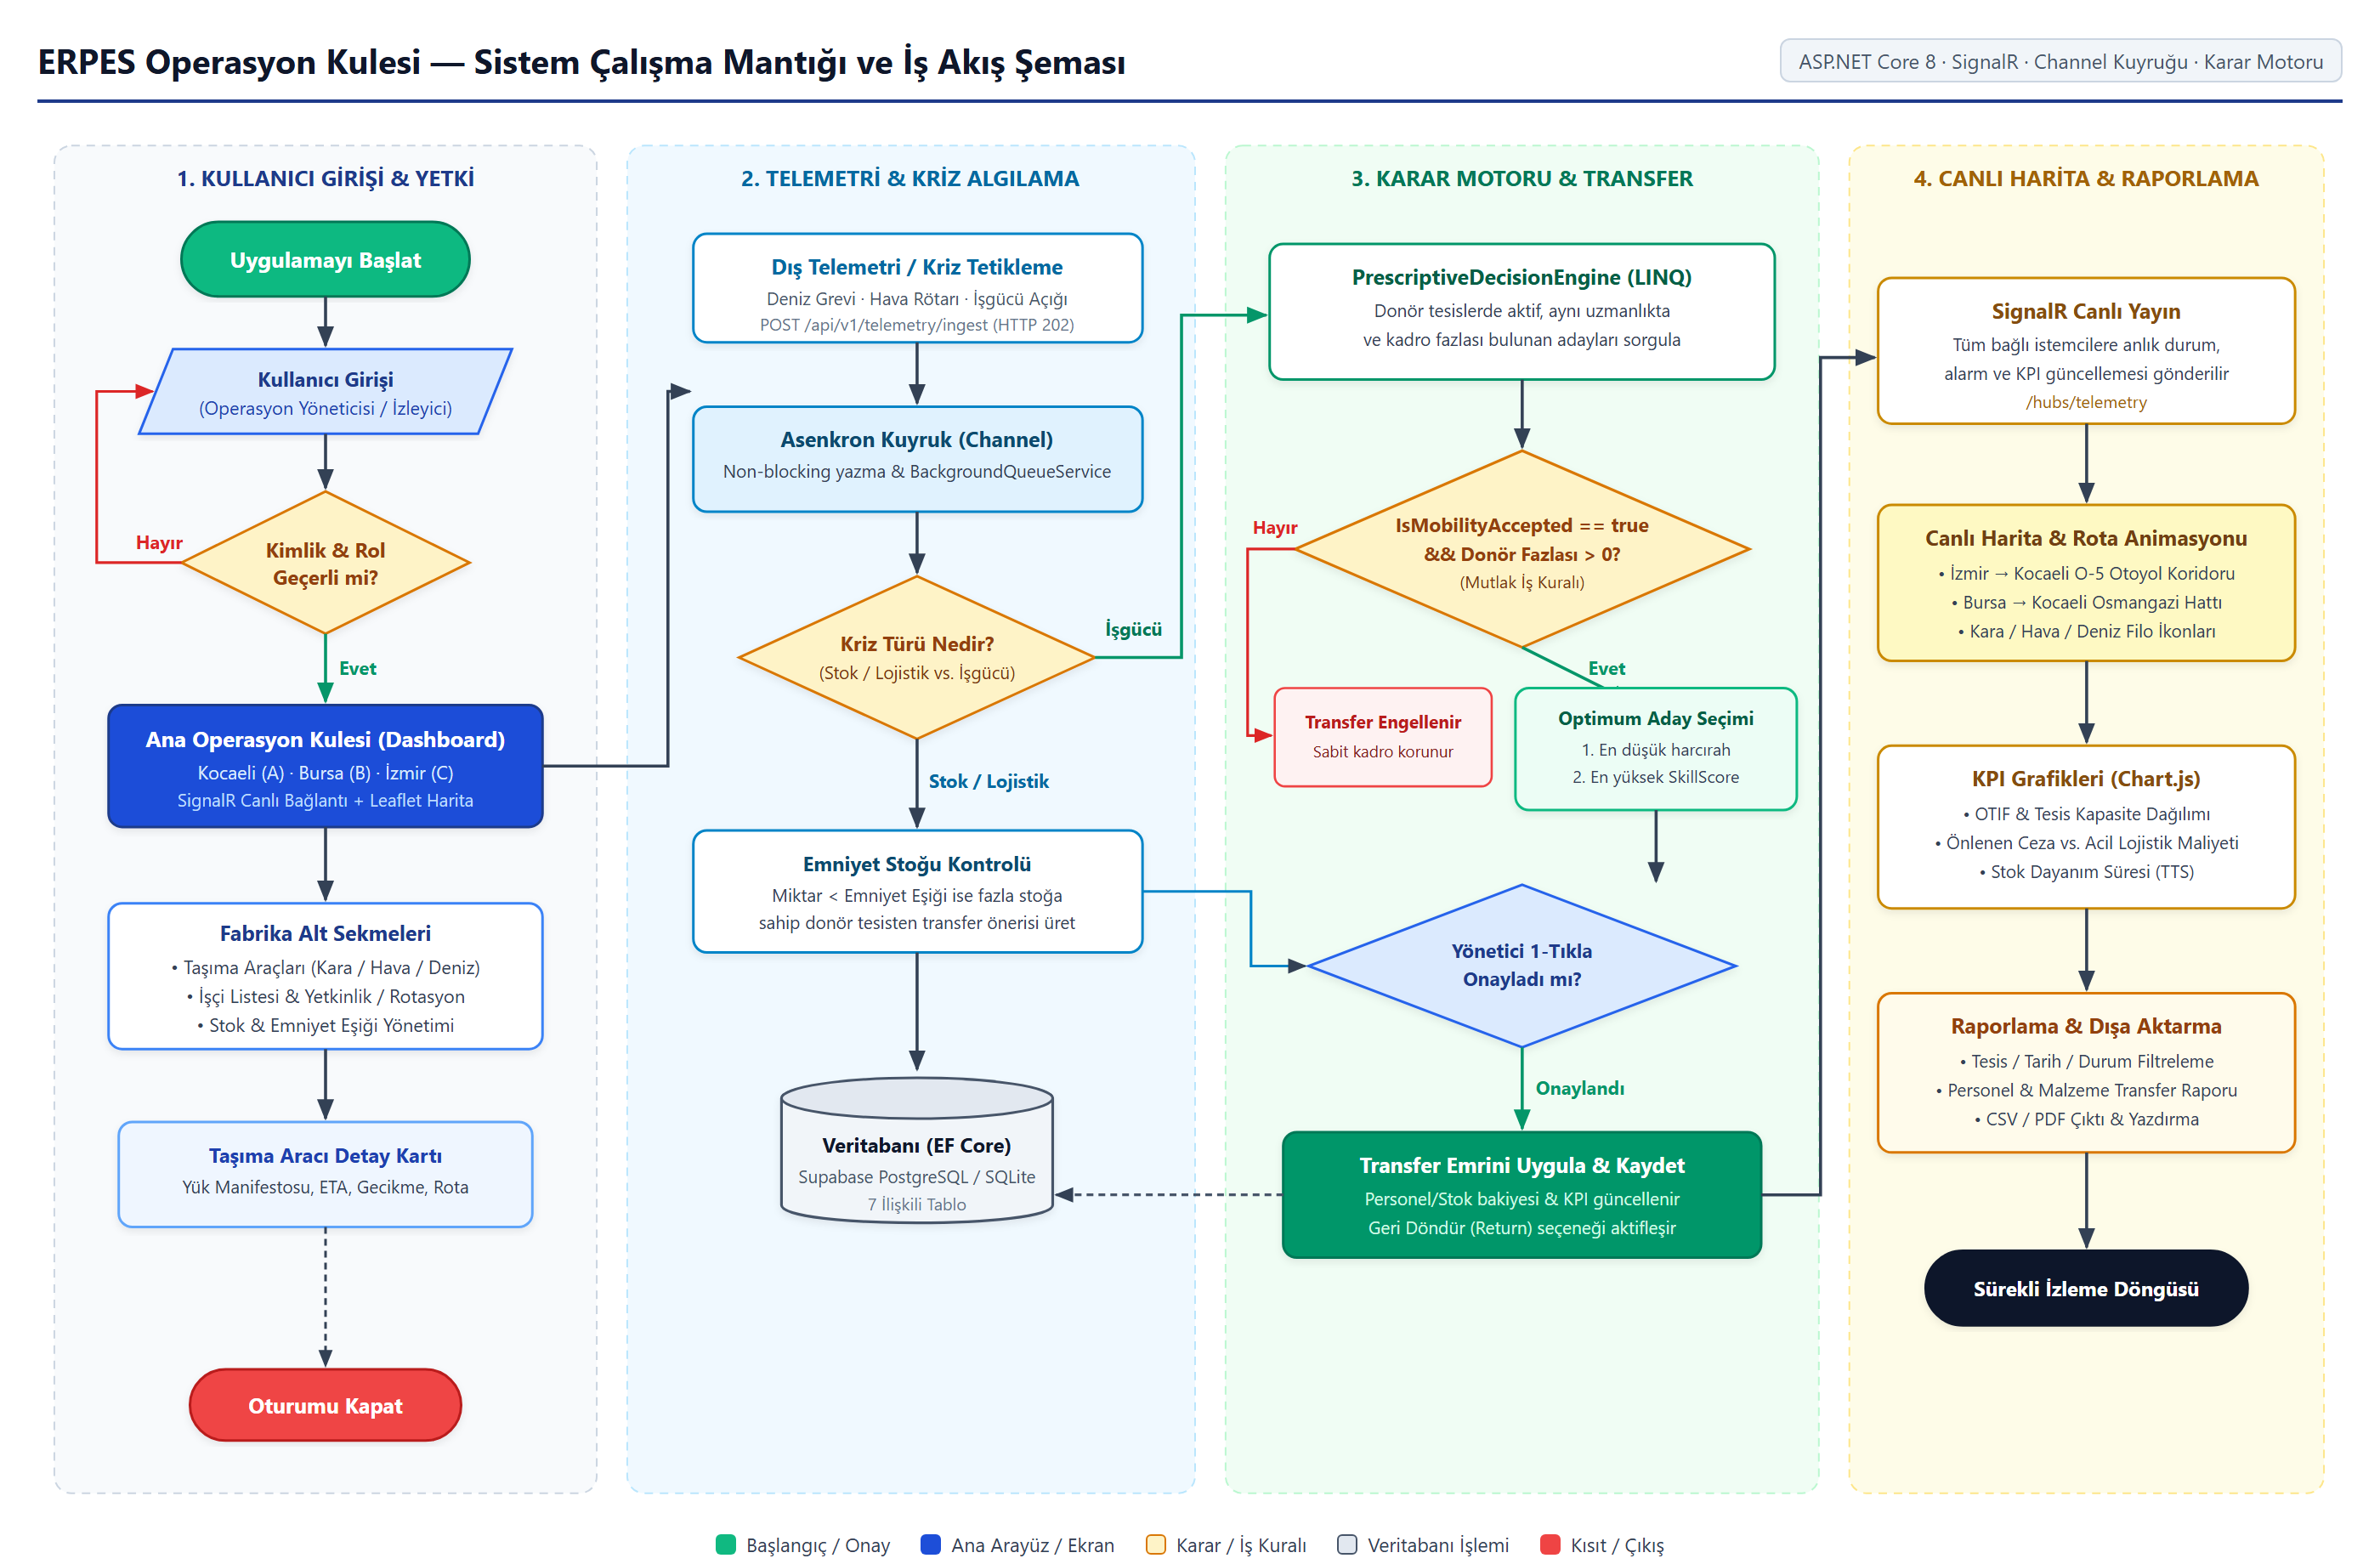 ERPES Operasyon Kulesi — Sistem Çalışma Mantığı ve İş Akış Şeması
ASP.NET Core 8 · SignalR · Channel Kuyruğu · Karar Motoru
1. KULLANICI GİRİŞİ & YETKİ
Uygulamayı Başlat
Kullanıcı Girişi
(Operasyon Yöneticisi / İzleyici)
Hayır
Kimlik & Rol
Geçerli mi?
Evet
Ana Operasyon Kulesi (Dashboard)
Kocaeli (A) · Bursa (B) · İzmir (C)
SignalR Canlı Bağlantı + Leaflet Harita
Fabrika Alt Sekmeleri
• Taşıma Araçları (Kara / Hava / Deniz)
• İşçi Listesi & Yetkinlik / Rotasyon
• Stok & Emniyet Eşiği Yönetimi
Taşıma Aracı Detay Kartı
Yük Manifestosu, ETA, Gecikme, Rota
Oturumu Kapat
2. TELEMETRİ & KRİZ ALGILAMA
Dış Telemetri / Kriz Tetikleme
Deniz Grevi · Hava Rötarı · İşgücü Açığı
POST /api/v1/telemetry/ingest (HTTP 202)
Asenkron Kuyruk (Channel)
Non-blocking yazma & BackgroundQueueService
Kriz Türü Nedir?
(Stok / Lojistik vs. İşgücü)
İşgücü
Stok / Lojistik
Emniyet Stoğu Kontrolü
Miktar < Emniyet Eşiği ise fazla stoğa
sahip donör tesisten transfer önerisi üret
Veritabanı (EF Core)
Supabase PostgreSQL / SQLite
7 İlişkili Tablo
3. KARAR MOTORU & TRANSFER
PrescriptiveDecisionEngine (LINQ)
Donör tesislerde aktif, aynı uzmanlıkta
ve kadro fazlası bulunan adayları sorgula
Hayır
IsMobilityAccepted == true
&& Donör Fazlası > 0?
(Mutlak İş Kuralı)
Evet
Transfer Engellenir
Sabit kadro korunur
Optimum Aday Seçimi
1. En düşük harcırah
2. En yüksek SkillScore
Yönetici 1-Tıkla
Onayladı mı?
Onaylandı
Transfer Emrini Uygula & Kaydet
Personel/Stok bakiyesi & KPI güncellenir
Geri Döndür (Return) seçeneği aktifleşir
4. CANLI HARİTA & RAPORLAMA
SignalR Canlı Yayın
Tüm bağlı istemcilere anlık durum,
alarm ve KPI güncellemesi gönderilir
/hubs/telemetry
Canlı Harita & Rota Animasyonu
• İzmir → Kocaeli O-5 Otoyol Koridoru
• Bursa → Kocaeli Osmangazi Hattı
• Kara / Hava / Deniz Filo İkonları
KPI Grafikleri (Chart.js)
• OTIF & Tesis Kapasite Dağılımı
• Önlenen Ceza vs. Acil Lojistik Maliyeti
• Stok Dayanım Süresi (TTS)
Raporlama & Dışa Aktarma
• Tesis / Tarih / Durum Filtreleme
• Personel & Malzeme Transfer Raporu
• CSV / PDF Çıktı & Yazdırma
Sürekli İzleme Döngüsü
Başlangıç / Onay
Ana Arayüz / Ekran
Karar / İş Kuralı
Veritabanı İşlemi
Kısıt / Çıkış